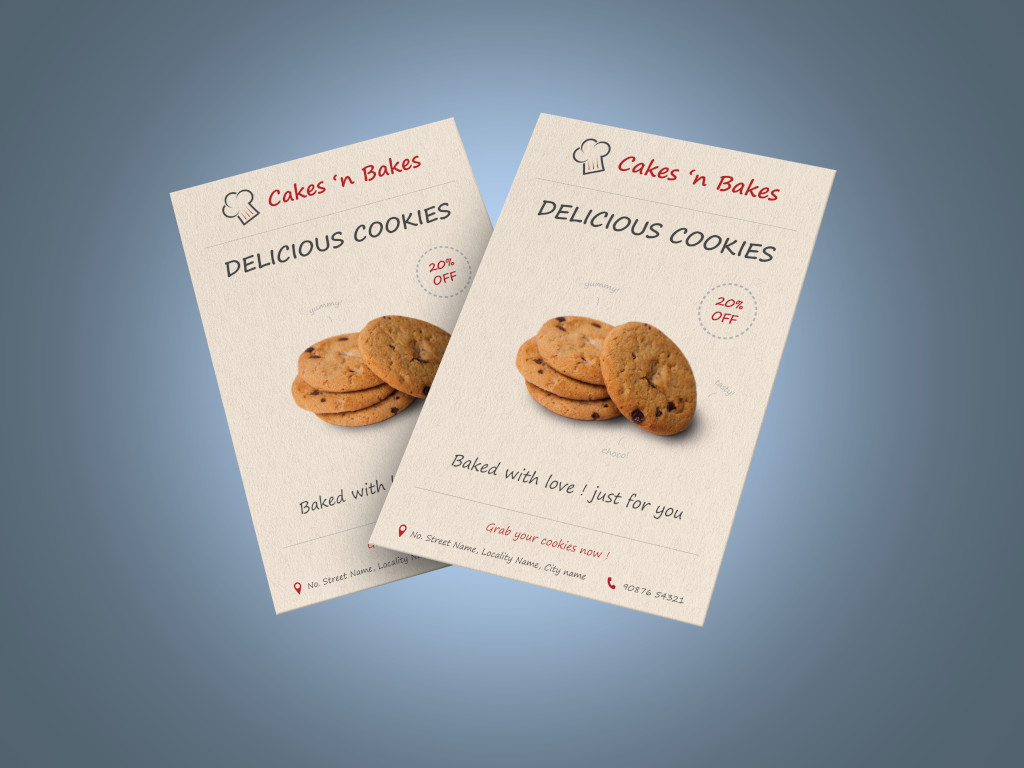 Cakes 'n Bakes
DELICIOUS COOKIES
20%
OFF
yummy!
Baked with
No. Street Name, Locality
Cakes 'n Bakes
DELICIOUS COOKIES
yummy!
20%
OFF
tasty
choco!
Baked with love ! just for you
Grab your cookies now !
No. Street Name, Locality Name, City name
90876 54321